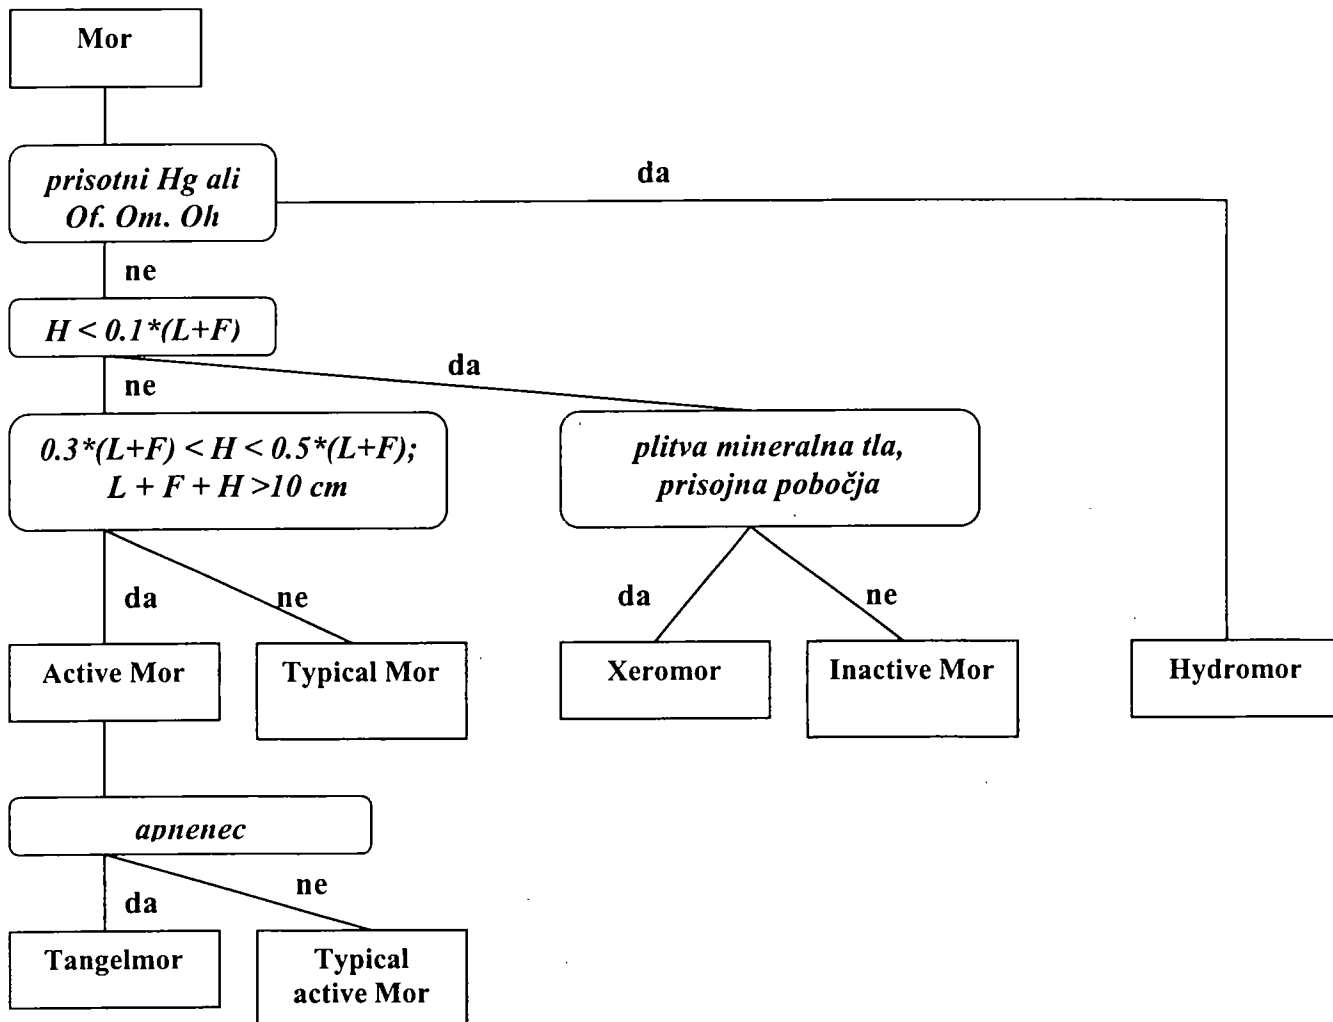 Mor
prisotni Hg ali
Of. Om. Oh
da
ne
H < 0.1*(L+F)
da
ne
0.3*(L+F) < H < 0.5*(L+F);
L + F + H >10 cm
plitva mineralna tla,
prisojna pobočja
da
ne
da
ne
Active Mor
Typical Mor
Xeromor
Inactive Mor
Hydromor
apnenec
ne
da
Tangelmor
Typical
active Mor